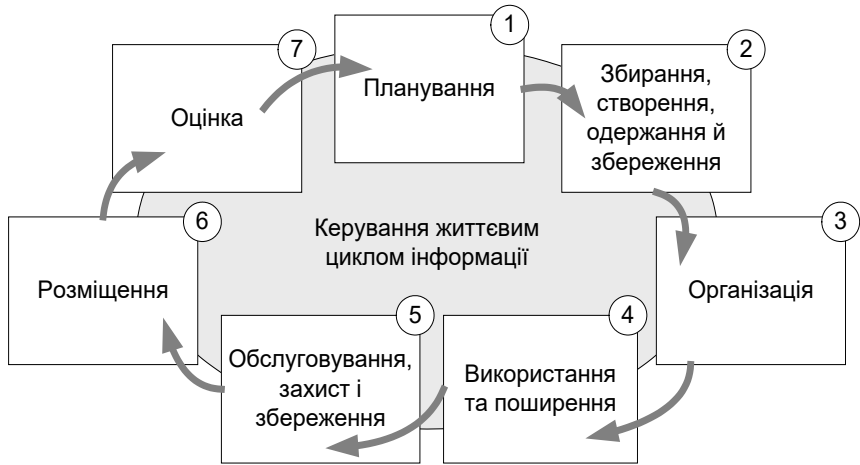 1
Планування
2
Збирання,
створення,
одержання й
збереження
3
Організація
4
Використання
та поширення
5
Обслуговування,
захист і
збереження
6
Розміщення
7
Оцінка
Керування життєвим
циклом інформації